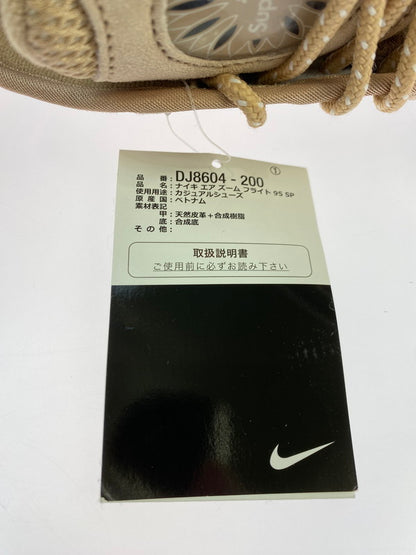 Sup
①
品番：DJ8604-200
品名：ナイキ エア ズーム フライト 95 SP
使用用途：カジュアルシューズ
原産国：ベトナム
素材表記
甲：天然皮革＋合成樹脂
底：合成底
その他：
取扱説明書
ご使用前に必ずお読み下さい